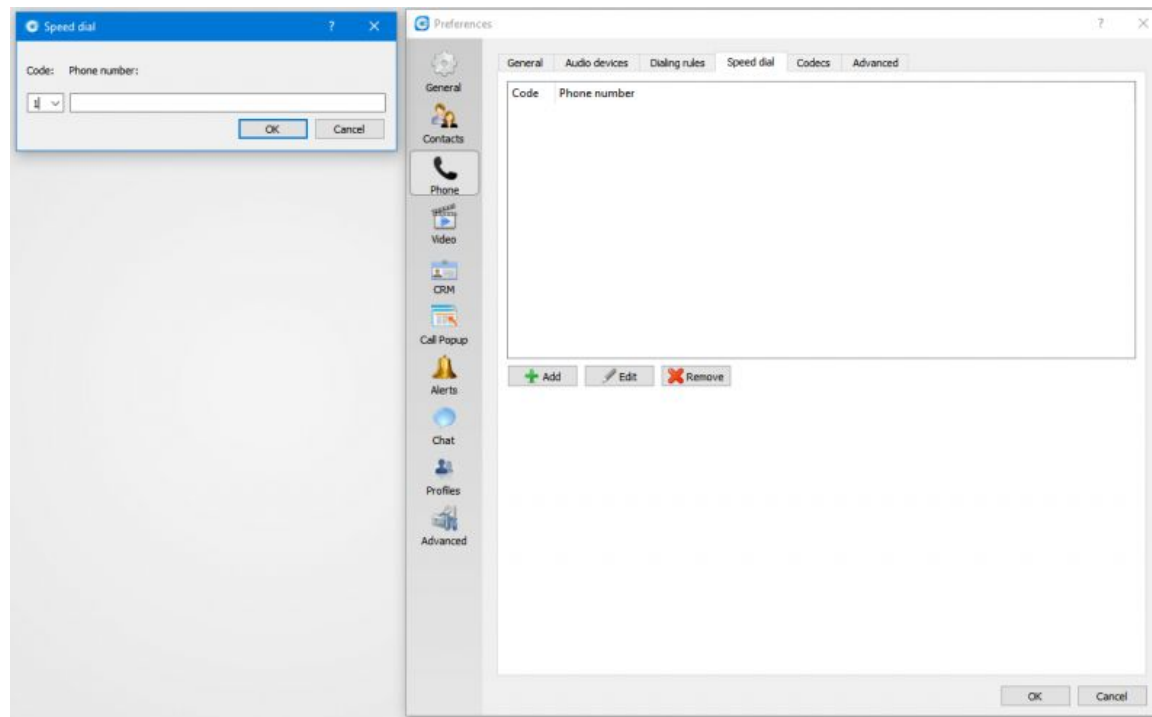 Speed dial
Code: Phone number:
1
OK Cancel
Preferences
General
Contacts
Phone
Video
CRM
Call Popup
Alerts
Chat
Profiles
Advanced
General Audio devices Dialing rules Speed dial Codecs Advanced
Code Phone number
Add Edit Remove
OK Cancel